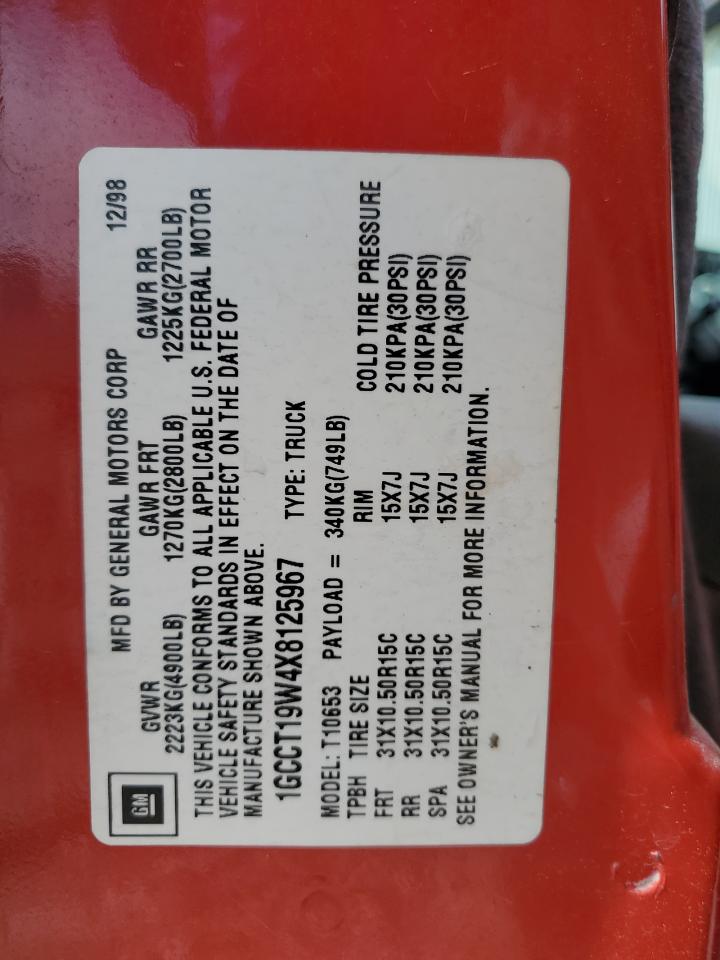 GM
MFD BY GENERAL MOTORS CORP 12/98
GVWR GAWR FRT GAWR RR
2223KG(4900LB) 1270KG(2800LB) 1225KG(2700LB)
THIS VEHICLE CONFORMS TO ALL APPLICABLE U.S. FEDERAL MOTOR
VEHICLE SAFETY STANDARDS IN EFFECT ON THE DATE OF
MANUFACTURE SHOWN ABOVE.
1GCCT19W4X8125967 TYPE: TRUCK
MODEL: T10653 PAYLOAD = 340KG(749LB)
TPBH TIRE SIZE RIM COLD TIRE PRESSURE
FRT 31X10.50R15C 15X7J 210KPA(30PSI)
RR 31X10.50R15C 15X7J 210KPA(30PSI)
SPA 31X10.50R15C 15X7J 210KPA(30PSI)
SEE OWNER'S MANUAL FOR MORE INFORMATION.